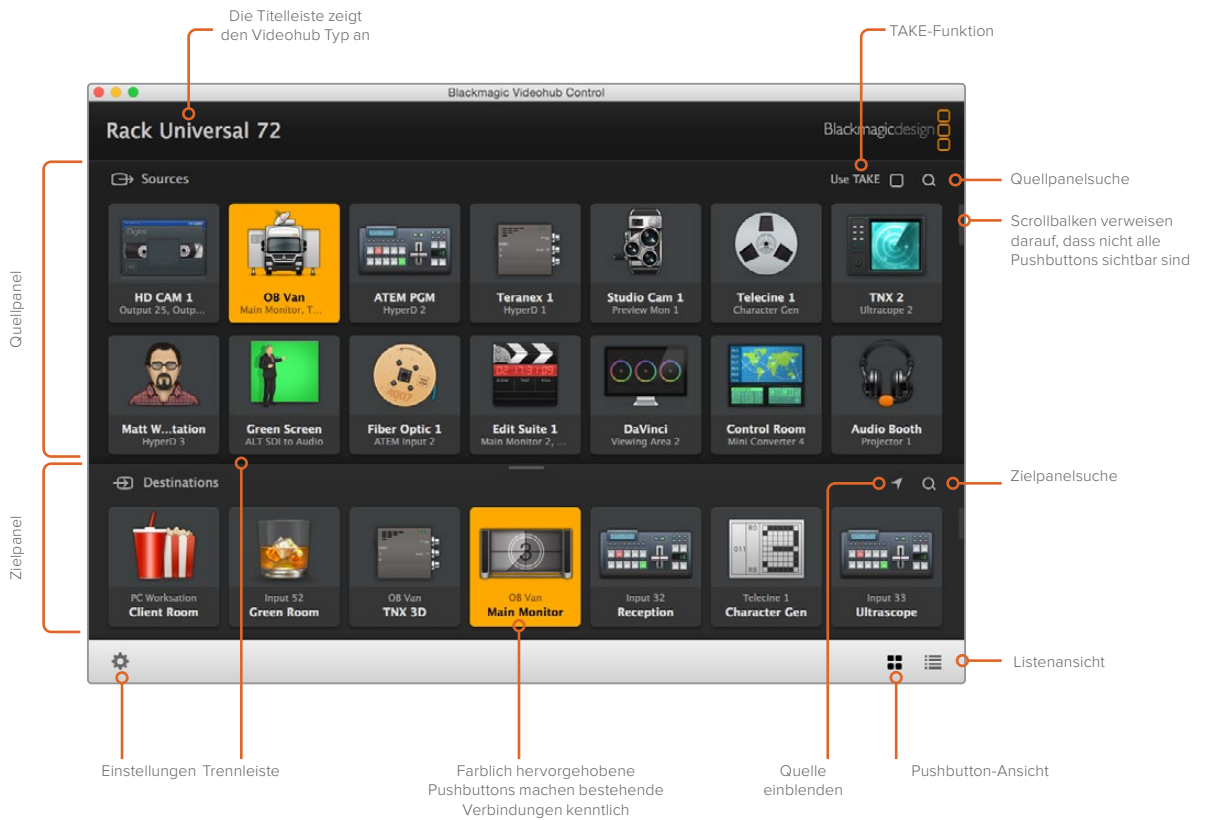 Die Titelleiste zeigt
den Videohub Typ an
TAKE-Funktion
Blackmagic Videohub Control
Rack Universal 72
Blackmagicdesign
Sources
Use TAKE
Quellpanelsuche
Scrollbalken verweisen
darauf, dass nicht alle
Pushbuttons sichtbar sind
Quellpanel
Digital
HD CAM 1
Output 25, Outp...
OB Van
Main Monitor, T...
ATEM PGM
HyperD 2
Teranex 1
HyperD 1
Studio Cam 1
Preview Mon 1
Telecine 1
Character Gen
TNX 2
Ultracope 2
4007
Matt W...tation
HyperD 3
Green Screen
ALT SDI to Audio
Fiber Optic 1
ATEM Input 2
Edit Suite 1
Main Monitor 2, ...
DaVinci
Viewing Area 2
Control Room
Mini Converter 4
Audio Booth
Projector 1
Destinations
Zielpanelsuche
Zielpanel
3
011
PC Worksation
Client Room
Input 52
Green Room
OB Van
TNX 3D
OB Van
Main Monitor
Input 32
Reception
Telecine 1
Character Gen
Input 33
Ultrascope
Listenansicht
Einstellungen
Trennleiste
Farblich hervorgehobene
Pushbuttons machen bestehende
Verbindungen kenntlich
Quelle
einblenden
Pushbutton-Ansicht